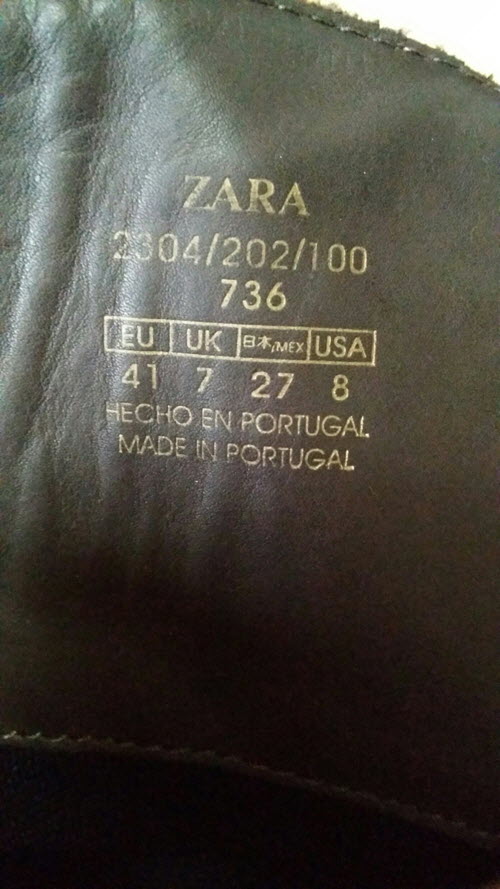 ZARA
2304/202/100
736
EU UK 日本/MEX USA
41 7 27 8
HECHO EN PORTUGAL
MADE IN PORTUGAL